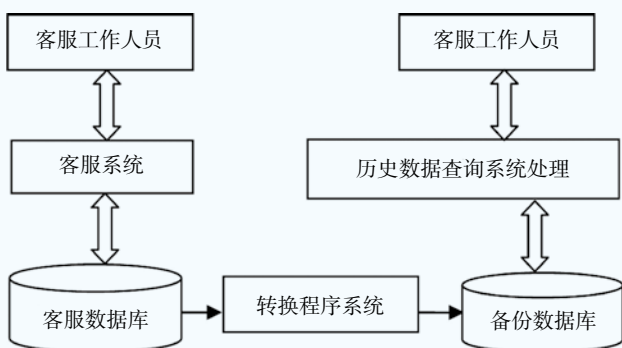 客服工作人员
客服工作人员
客服系统
历史数据查询系统处理
客服数据库
转换程序系统
备份数据库